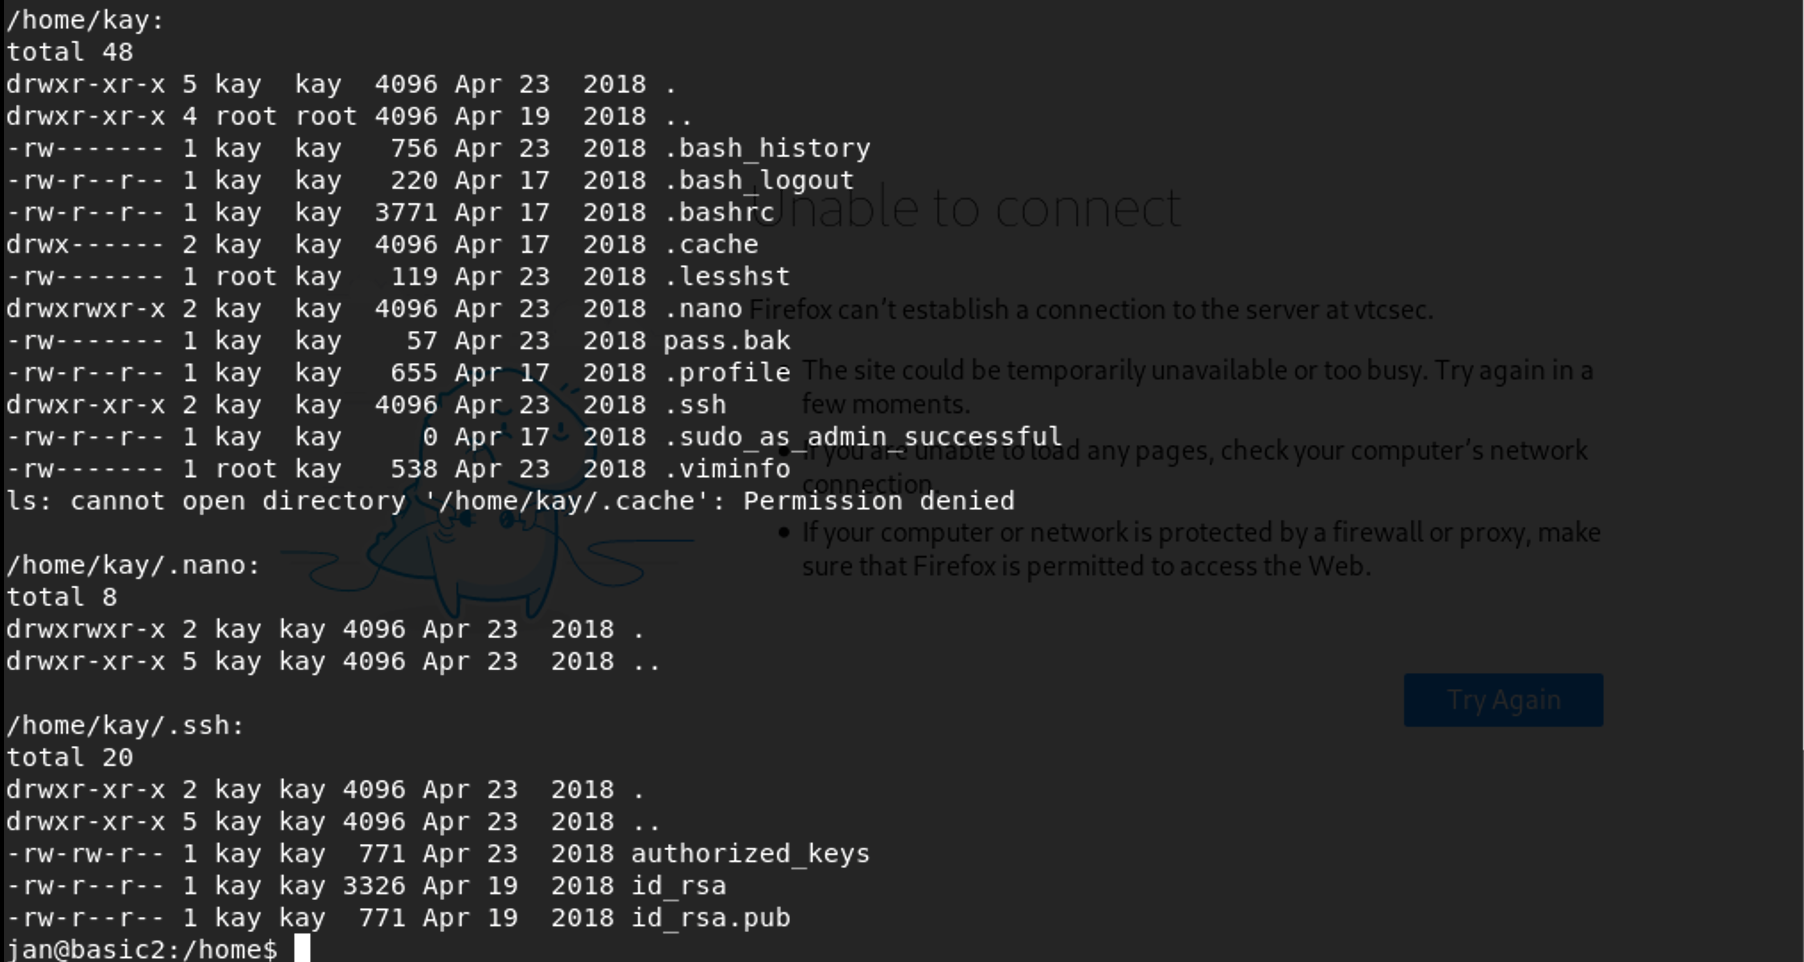 /home/kay:
total 48
drwxr-xr-x 5 kay  kay  4096 Apr 23  2018 .
drwxr-xr-x 4 root root 4096 Apr 19  2018 ..
-rw------- 1 kay  kay   756 Apr 23  2018 .bash_history
-rw-r--r-- 1 kay  kay   220 Apr 17  2018 .bash_logout
-rw-r--r-- 1 kay  kay  3771 Apr 17  2018 .bashrc
drwx------ 2 kay  kay  4096 Apr 17  2018 .cache
-rw------- 1 root kay   119 Apr 23  2018 .lesshst
drwxrwxr-x 2 kay  kay  4096 Apr 23  2018 .nano
-rw------- 1 kay  kay    57 Apr 23  2018 pass.bak
-rw-r--r-- 1 kay  kay   655 Apr 17  2018 .profile
drwxr-xr-x 2 kay  kay  4096 Apr 23  2018 .ssh
-rw-r--r-- 1 kay  kay     0 Apr 17  2018 .sudo_as_admin_successful
-rw------- 1 root kay   538 Apr 23  2018 .viminfo
ls: cannot open directory '/home/kay/.cache': Permission denied
/home/kay/.nano:
total 8
drwxrwxr-x 2 kay kay 4096 Apr 23  2018 .
drwxr-xr-x 5 kay kay 4096 Apr 23  2018 ..
/home/kay/.ssh:
total 20
drwxr-xr-x 2 kay kay 4096 Apr 23  2018 .
drwxr-xr-x 5 kay kay 4096 Apr 23  2018 ..
-rw-rw-r-- 1 kay kay  771 Apr 23  2018 authorized_keys
-rw-r--r-- 1 kay kay 3326 Apr 19  2018 id_rsa
-rw-r--r-- 1 kay kay  771 Apr 19  2018 id_rsa.pub
jan@basic2:/home$
Unable to connect
Firefox can’t establish a connection to the server at vtcsec.
The site could be temporarily unavailable or too busy. Try again in a
few moments.
• If you are unable to load any pages, check your computer’s network
connection.
• If your computer or network is protected by a firewall or proxy, make
sure that Firefox is permitted to access the Web.
Try Again